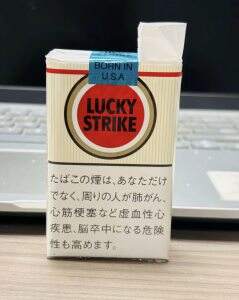 BORN IN
U.S.A
LUCKY
STRIKE
たばこの煙は、あなただけ
でなく、周りの人が肺がん、
心筋梗塞など虚血性心
疾患、脳卒中になる危険
性も高めます。